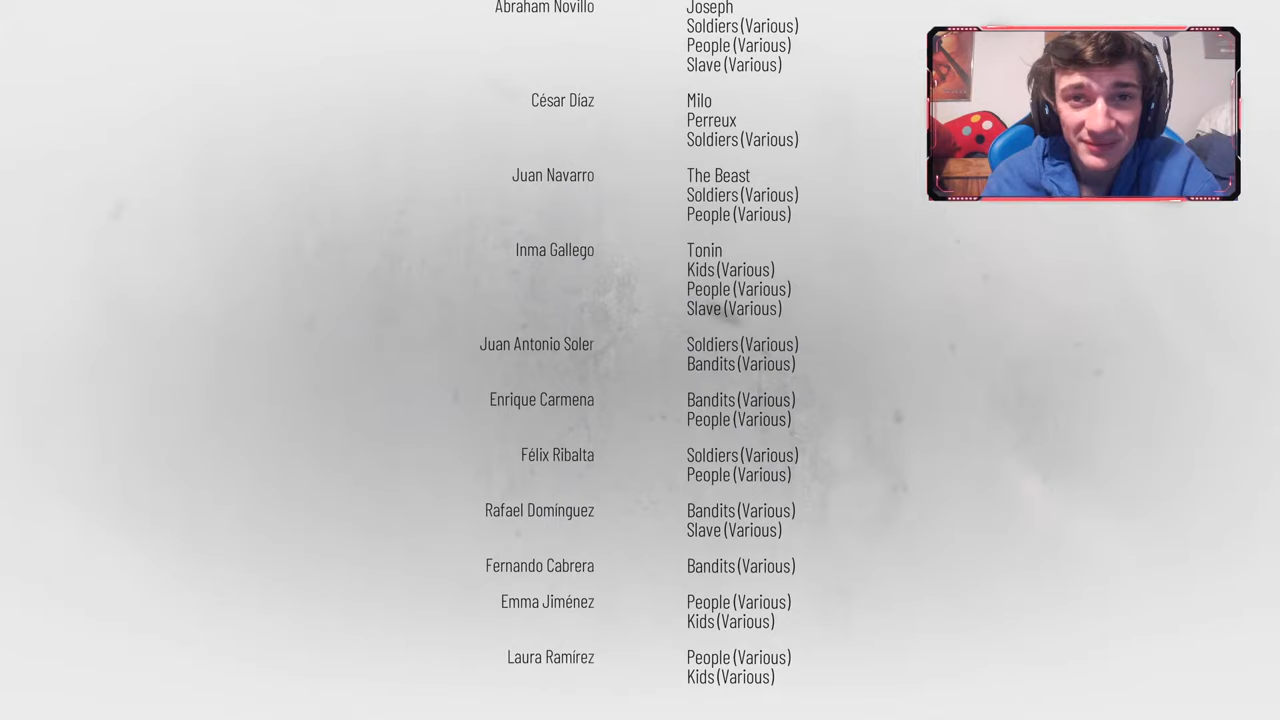 Abraham Novillo Joseph
Soldiers (Various)
People (Various)
Slave (Various)
César Díaz Milo
Perreux
Soldiers (Various)
Juan Navarro The Beast
Soldiers (Various)
People (Various)
Inma Gallego Tonin
Kids (Various)
People (Various)
Slave (Various)
Juan Antonio Soler Soldiers (Various)
Bandits (Various)
Enrique Carmena Bandits (Various)
People (Various)
Félix Ribalta Soldiers (Various)
People (Various)
Rafael Domínguez Bandits (Various)
Slave (Various)
Fernando Cabrera Bandits (Various)
Emma Jiménez People (Various)
Kids (Various)
Laura Ramírez People (Various)
Kids (Various)